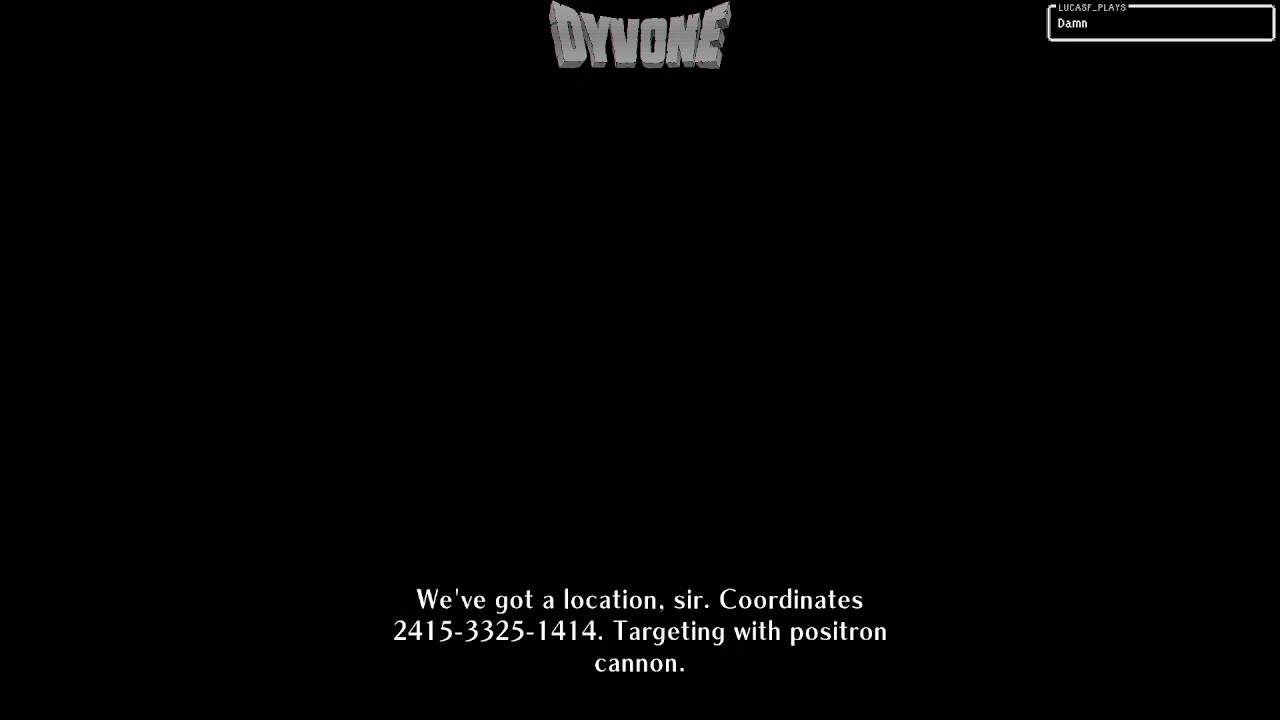 DYVONE
LUCASF_PLAYS
Damn
We've got a location, sir. Coordinates
2415-3325-1414. Targeting with positron
cannon.